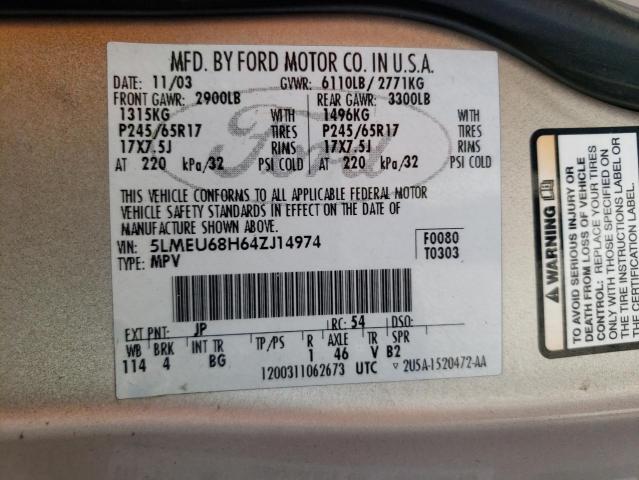 MFD. BY FORD MOTOR CO. IN U.S.A.
DATE: 11/03 GVWR: 6110LB/ 2771KG
FRONT GAWR: 2900LB REAR GAWR: 3300LB
1315KG WITH 1496KG WITH
P245/65R17 TIRES P245/65R17 TIRES
17X7.5J RIMS 17X7.5J RIMS
AT 220 kPa/32 PSI COLD AT 220 kPa/32 PSI COLD
Ford
THIS VEHICLE CONFORMS TO ALL APPLICABLE FEDERAL MOTOR
VEHICLE SAFETY STANDARDS IN EFFECT ON THE DATE OF
MANUFACTURE SHOWN ABOVE.
VIN: 5LMEU68H64ZJ14974 F0080
TYPE: MPV T0303
EXT PNT: JP RC: 54 DSO:
WB BRK INT TR TP/PS R AXLE TR SPR
114 4 BG 1 46 V B2
1200311062673 UTC ▽ 2U5A-1520472-AA
WARNING
TO AVOID SERIOUS INJURY OR
DEATH FROM LOSS OF VEHICLE
CONTROL: REPLACE YOUR TIRES
ONLY WITH THOSE SPECIFIED ON
THE TIRE INSTRUCTIONS LABEL OR
THE CERTIFICATION LABEL.